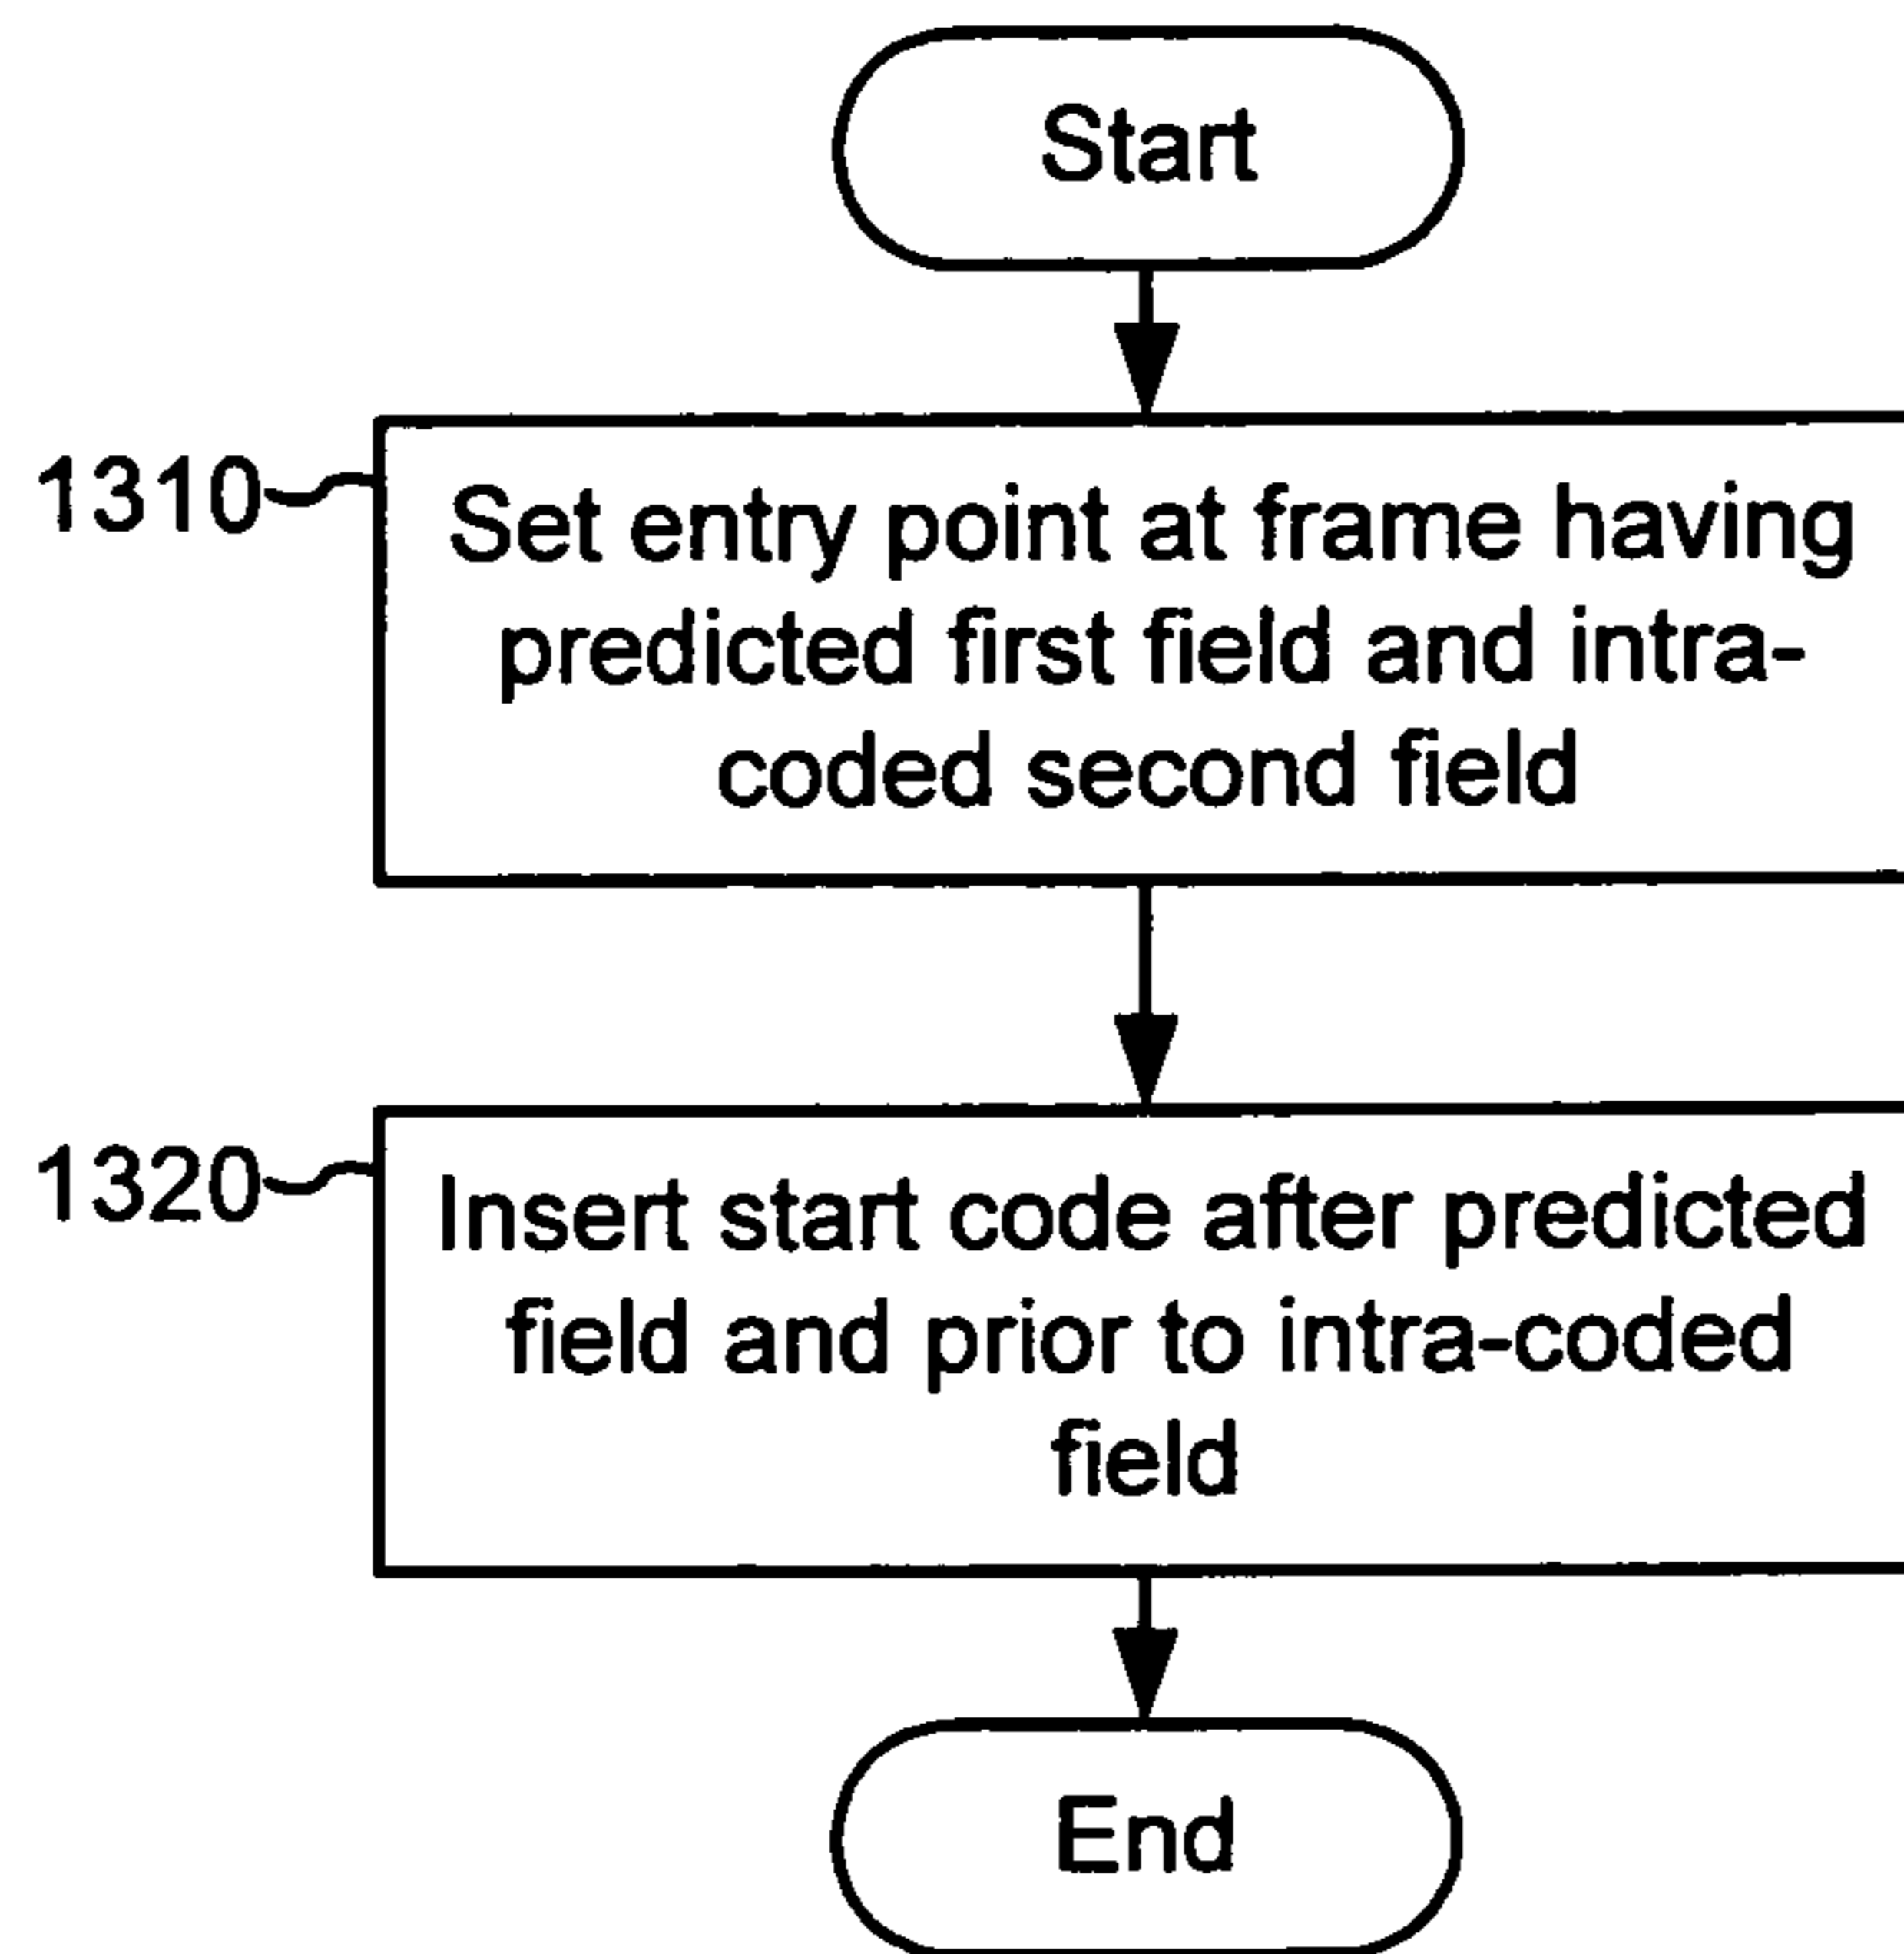 Start
1310
Set entry point at frame having
predicted first field and intra-
coded second field
1320
Insert start code after predicted
field and prior to intra-coded
field
End